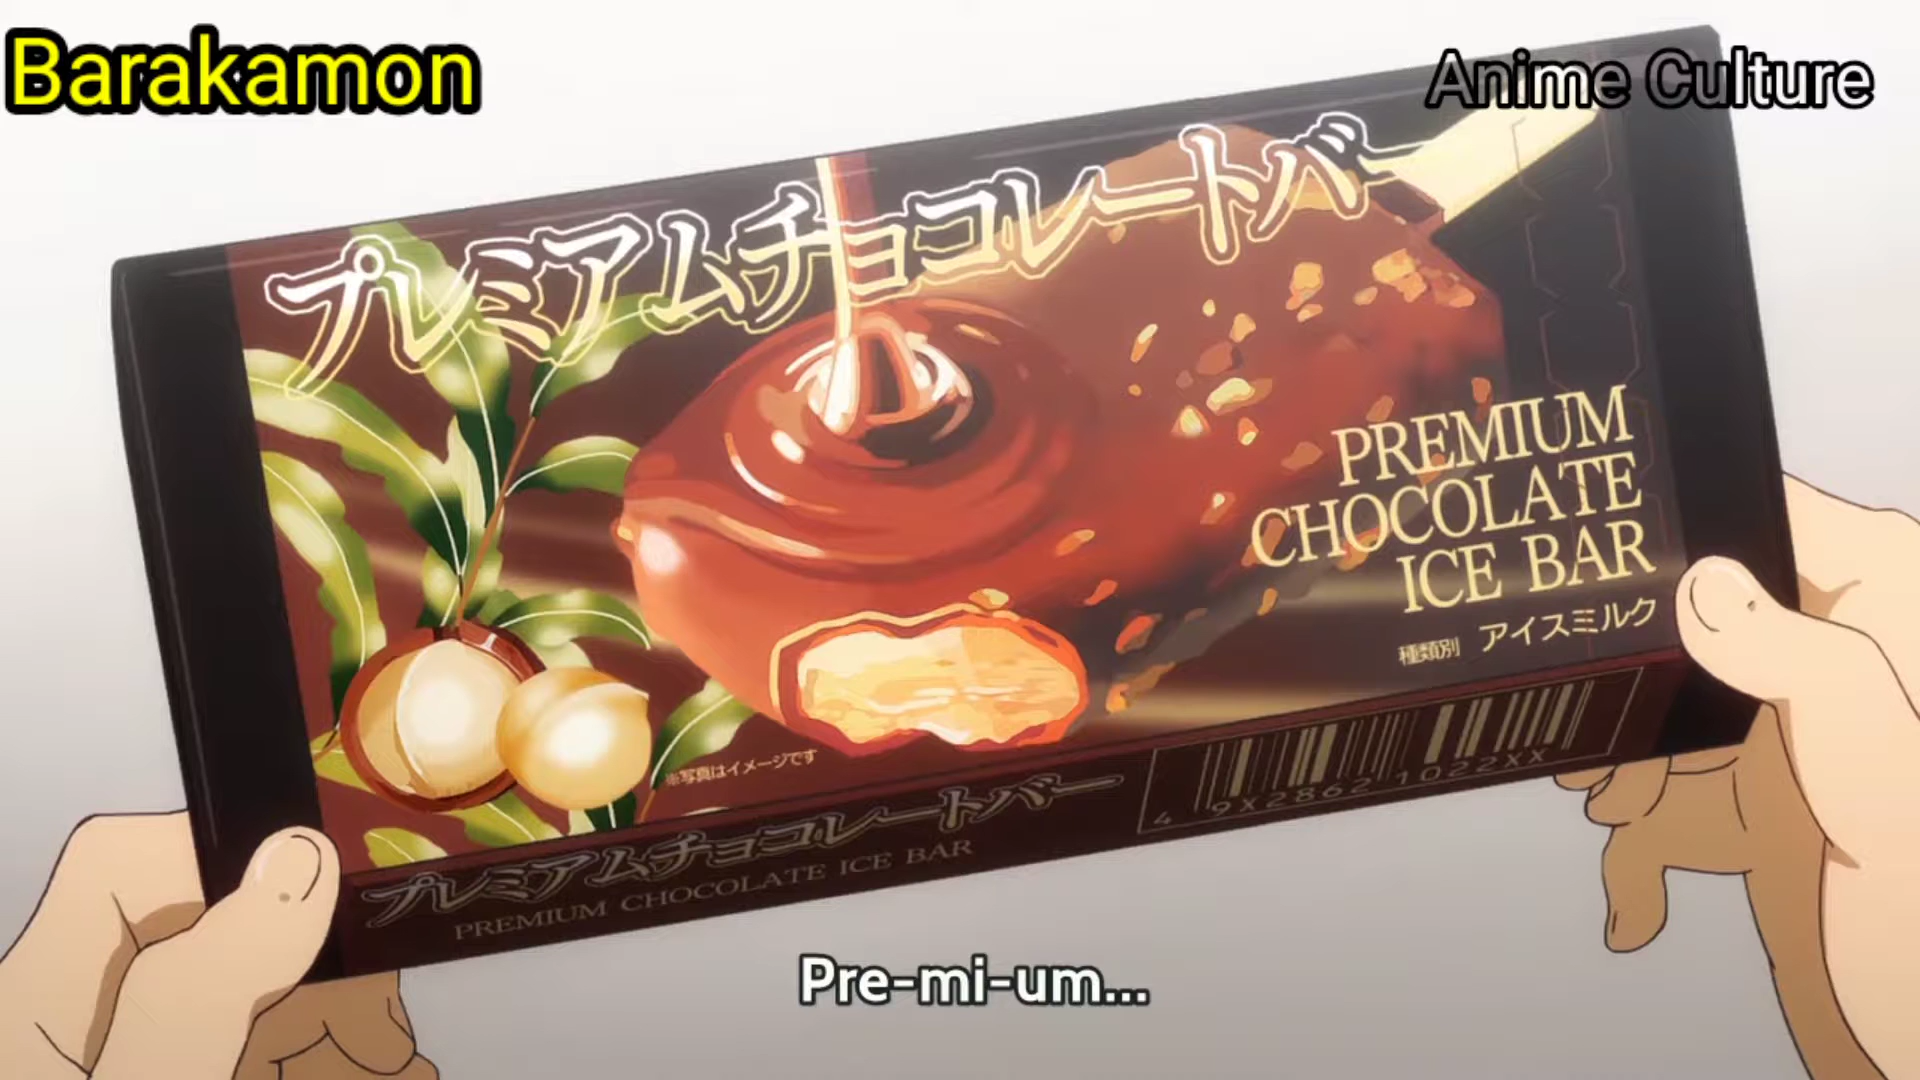 Barakamon
Anime Culture
プレミアムチョコレートバー
PREMIUM
CHOCOLATE
ICE BAR
種類別 アイスミルク
※写真はイメージです
プレミアムチョコレートバー
PREMIUM CHOCOLATE ICE BAR
4 9X2862 1022XX
Pre-mi-um...